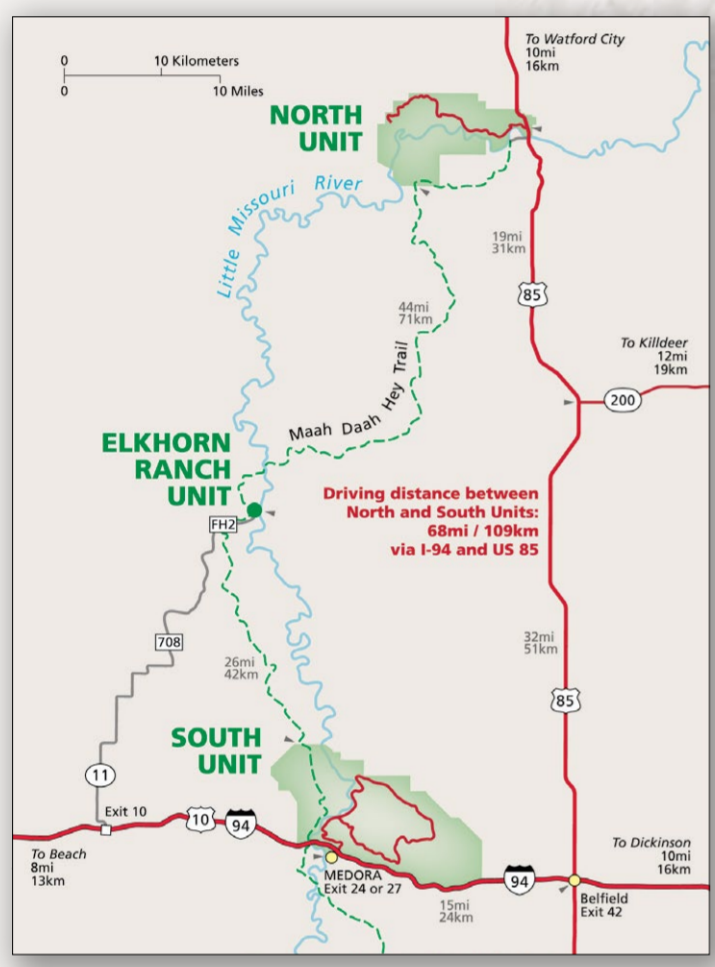 0 10 Kilometers
0 10 Miles
To Watford City
10mi
16km
NORTH
UNIT
Little Missouri River
19mi
31km
85
44mi
71km
To Killdeer
12mi
19km
200
Maah Daah Hey Trail
ELKHORN
RANCH
UNIT
Driving distance between
North and South Units:
68mi / 109km
via I-94 and US 85
FH2
708
32mi
51km
26mi
42km
85
SOUTH
UNIT
11
Exit 10
10
94
To Beach
8mi
13km
MEDORA
Exit 24 or 27
15mi
24km
94
To Dickinson
10mi
16km
Belfield
Exit 42